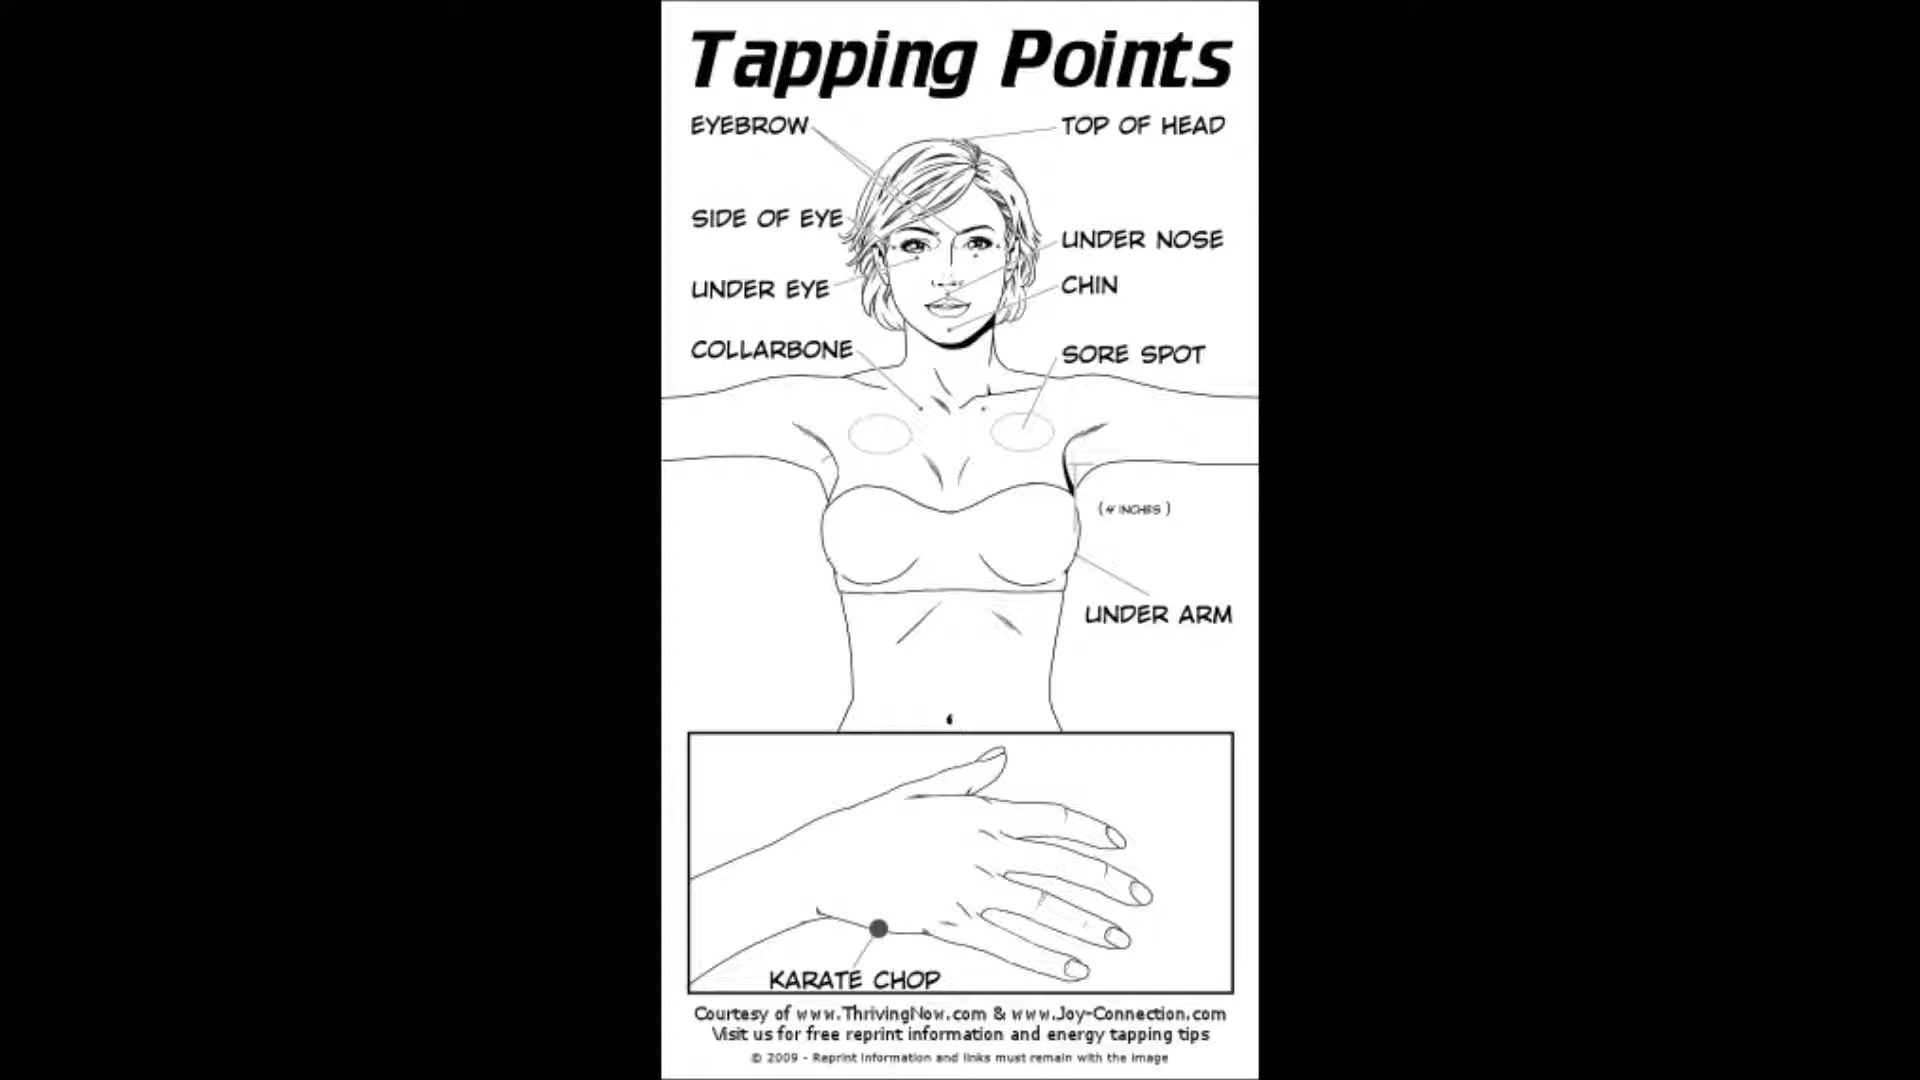 Tapping Points
EYEBROW
TOP OF HEAD
SIDE OF EYE
UNDER NOSE
UNDER EYE
CHIN
COLLARBONE
SORE SPOT
(4 INCHES)
UNDER ARM
KARATE CHOP
Courtesy of www.ThrivingNow.com & www.Joy-Connection.com
Visit us for free reprint information and energy tapping tips
© 2009 - Reprint information and links must remain with the image